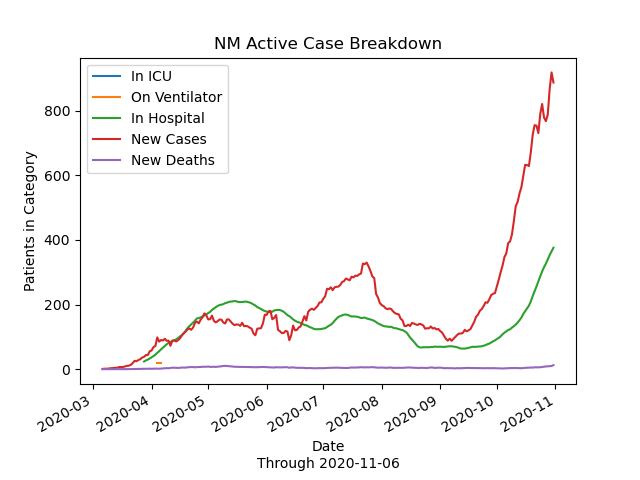 NM Active Case Breakdown
In ICU
On Ventilator
In Hospital
New Cases
New Deaths
Patients in Category
800
600
400
200
0
2020-03
2020-04
2020-05
2020-06
2020-07
2020-08
2020-09
2020-10
2020-11
Date
Through 2020-11-06